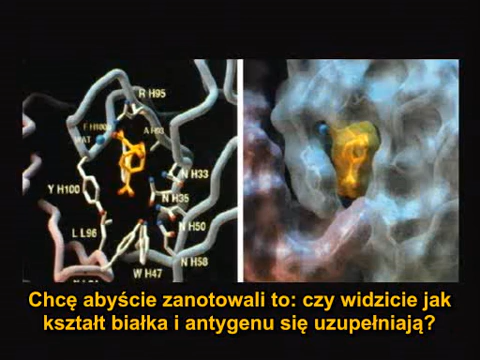 R H95
N H33
Y H100
N H35
L L96
N H50
W H47
N H58
Chcę abyście zanotowali to: czy widzicie jak
kształt białka i antygenu się uzupełniają?